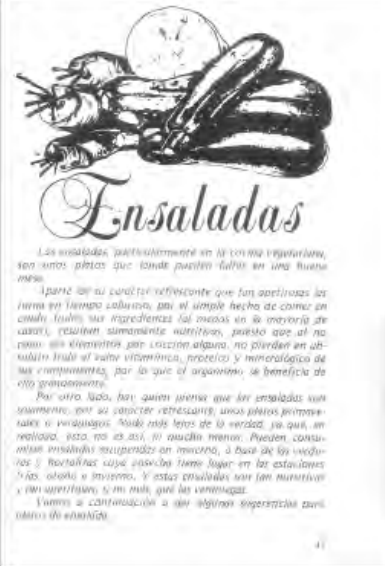 Ensaladas
Las ensaladas, particularmente en la cocina vegetariana,
son unos platos que jamás pueden faltar en una buena
mesa.
Aparte de su carácter refrescante que tan apetitosas las
torna en tiempo caluroso, por el simple hecho de comer en
crudo todos sus ingredientes (al menos en la mayoría de
casos), resultan sumamente nutritivas, puesto que al no
pasar sus elementos por cocción alguna, no pierden en ab-
soluto todo el valor vitamínico, proteico y mineralógico de
sus componentes, por lo que el organismo se beneficia de
ello grandemente.
Por otro lado, hay quien piensa que las ensaladas son
solamente, por su carácter refrescante, unos platos primave-
rales o veraniegos. Nada más lejos de la verdad, ya que, en
realidad, esto no es así, ni mucho menos. Pueden consu-
mirse ensaladas en invierno, a base de las verdu-
ras y hortalizas cuya cosecha tiene lugar en las estaciones
frías, otoño e invierno. Y estas ensaladas son tan nutritivas
y tan apetitosas, si no más, que las veraniegas.
Vamos a continuación a dar algunas sugerencias para
platos de ensalada.
41